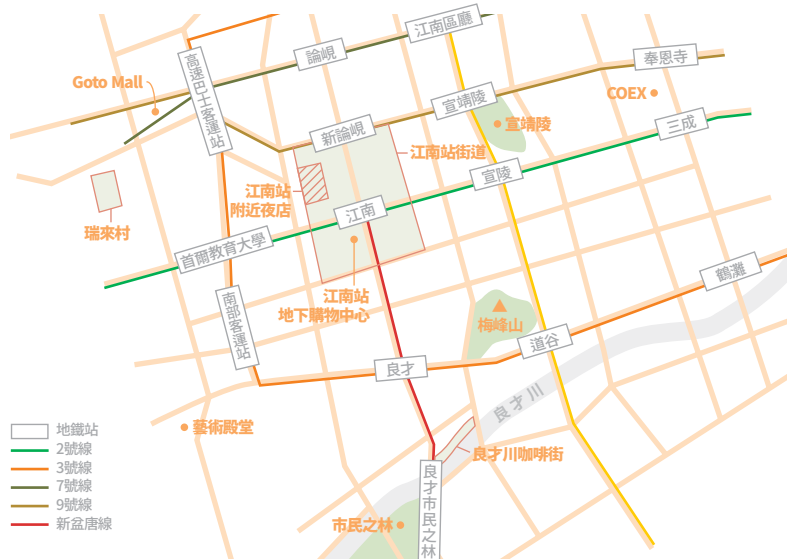 江南區廳
論峴
奉恩寺
高速巴士客運站
Goto Mall
COEX
宣靖陵
宣靖陵
新論峴
三成
江南站街道
宣陵
江南站
附近夜店
江南
瑞來村
首爾教育大學
鶴灘
江南站
地下購物中心
南部客運站
梅峰山
道谷
良才
良才川
地鐵站
2號線
3號線
7號線
9號線
新盆唐線
藝術殿堂
良才川咖啡街
良才市民之林
市民之林